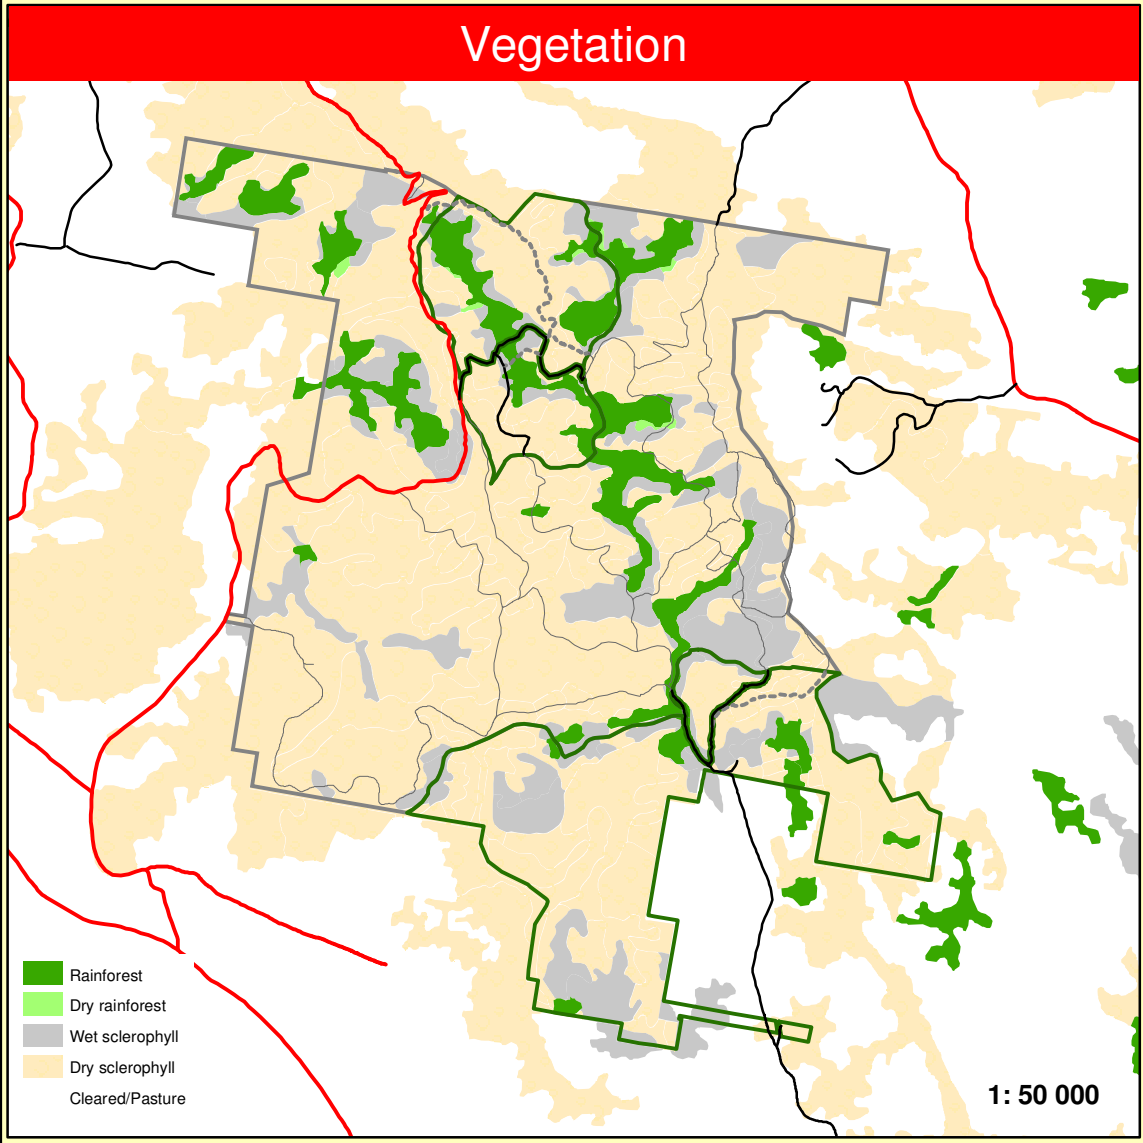 Vegetation
Rainforest
Dry rainforest
Wet sclerophyll
Dry sclerophyll
Cleared/Pasture
1: 50 000